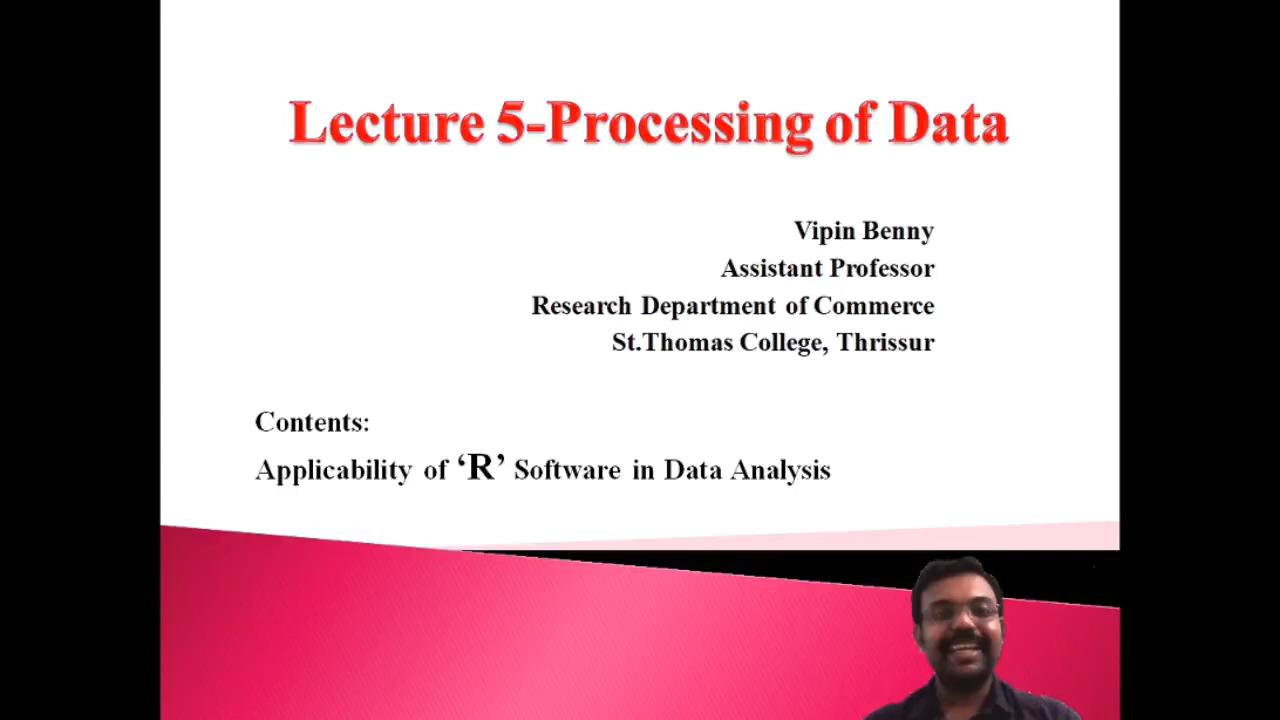 Lecture 5-Processing of Data
Vipin Benny
Assistant Professor
Research Department of Commerce
St.Thomas College, Thrissur
Contents:
Applicability of ‘R’ Software in Data Analysis